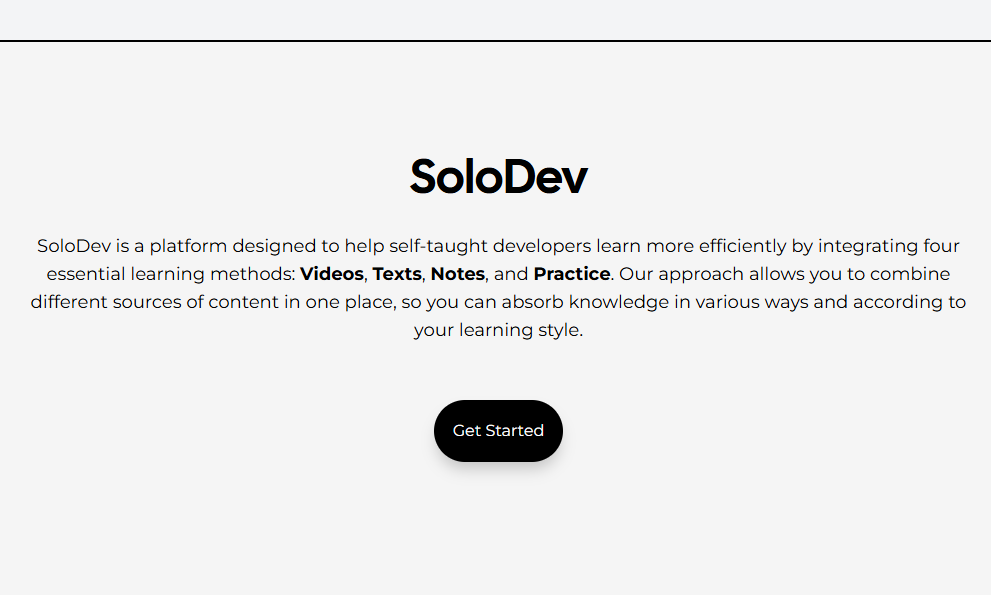 SoloDev
SoloDev is a platform designed to help self-taught developers learn more efficiently by integrating four
essential learning methods: Videos, Texts, Notes, and Practice. Our approach allows you to combine
different sources of content in one place, so you can absorb knowledge in various ways and according to
your learning style.
Get Started